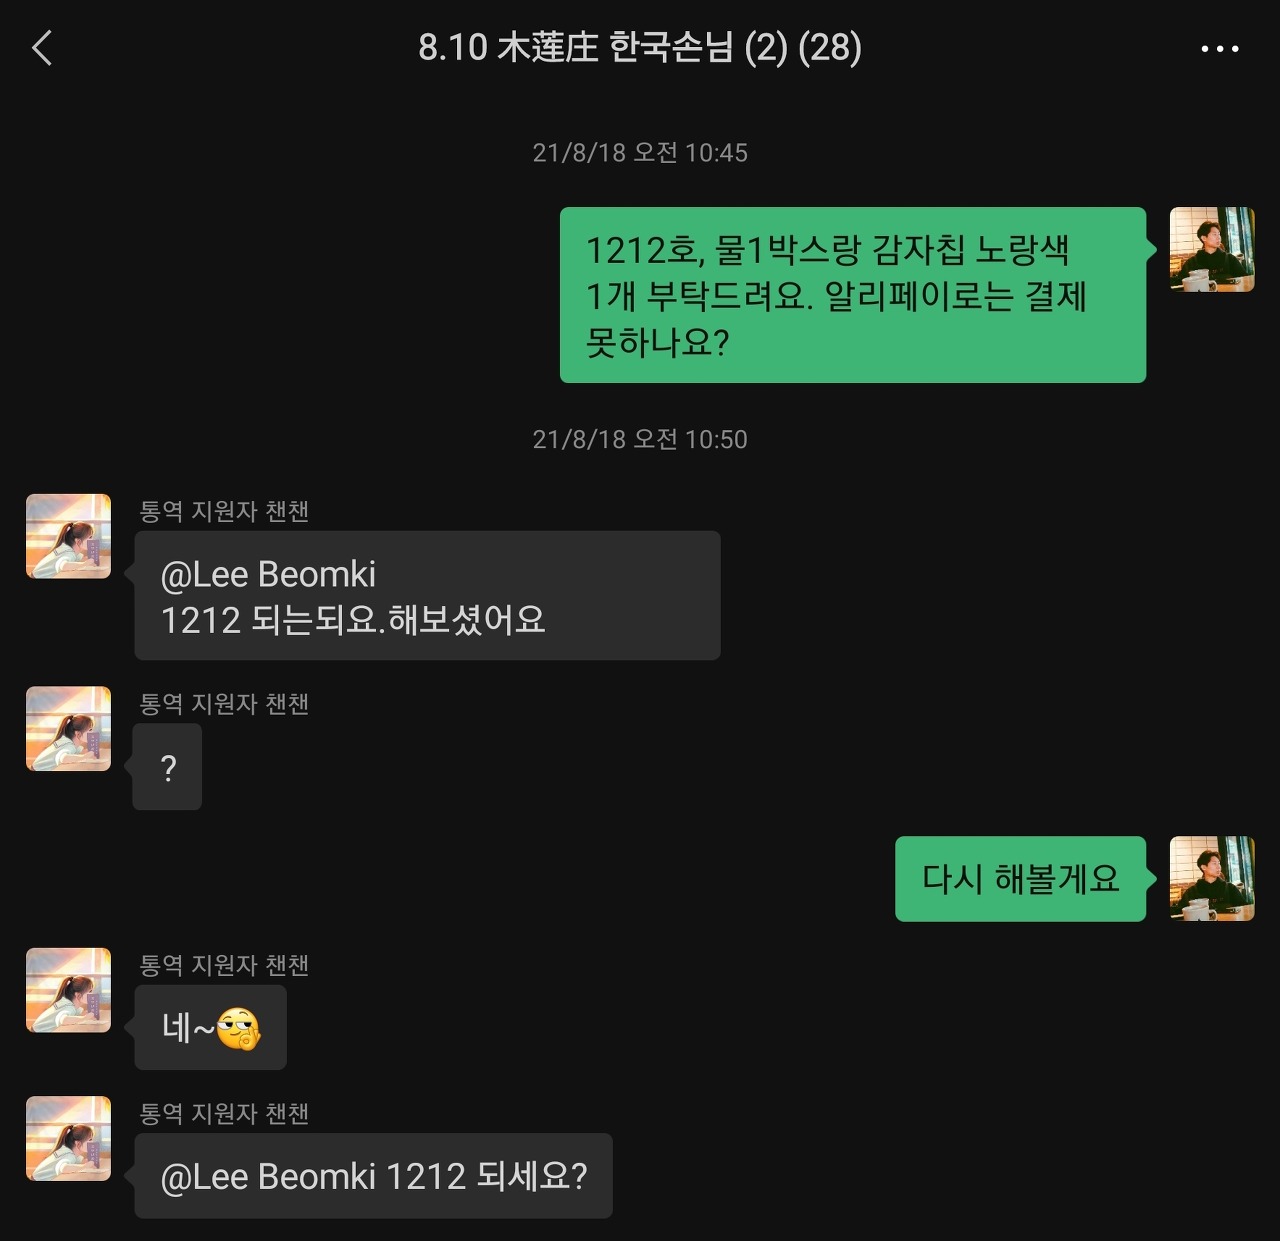 8.10 木莲庄 한국손님 (2) (28)
21/8/18 오전 10:45
1212호, 물1박스랑 감자칩 노랑색
1개 부탁드려요. 알리페이로는 결제
못하나요?
21/8/18 오전 10:50
통역 지원자 챈챈
@Lee Beomki
1212 되는되요.해보셨어요
통역 지원자 챈챈
?
다시 해볼게요
통역 지원자 챈챈
네~
통역 지원자 챈챈
@Lee Beomki 1212 되세요?